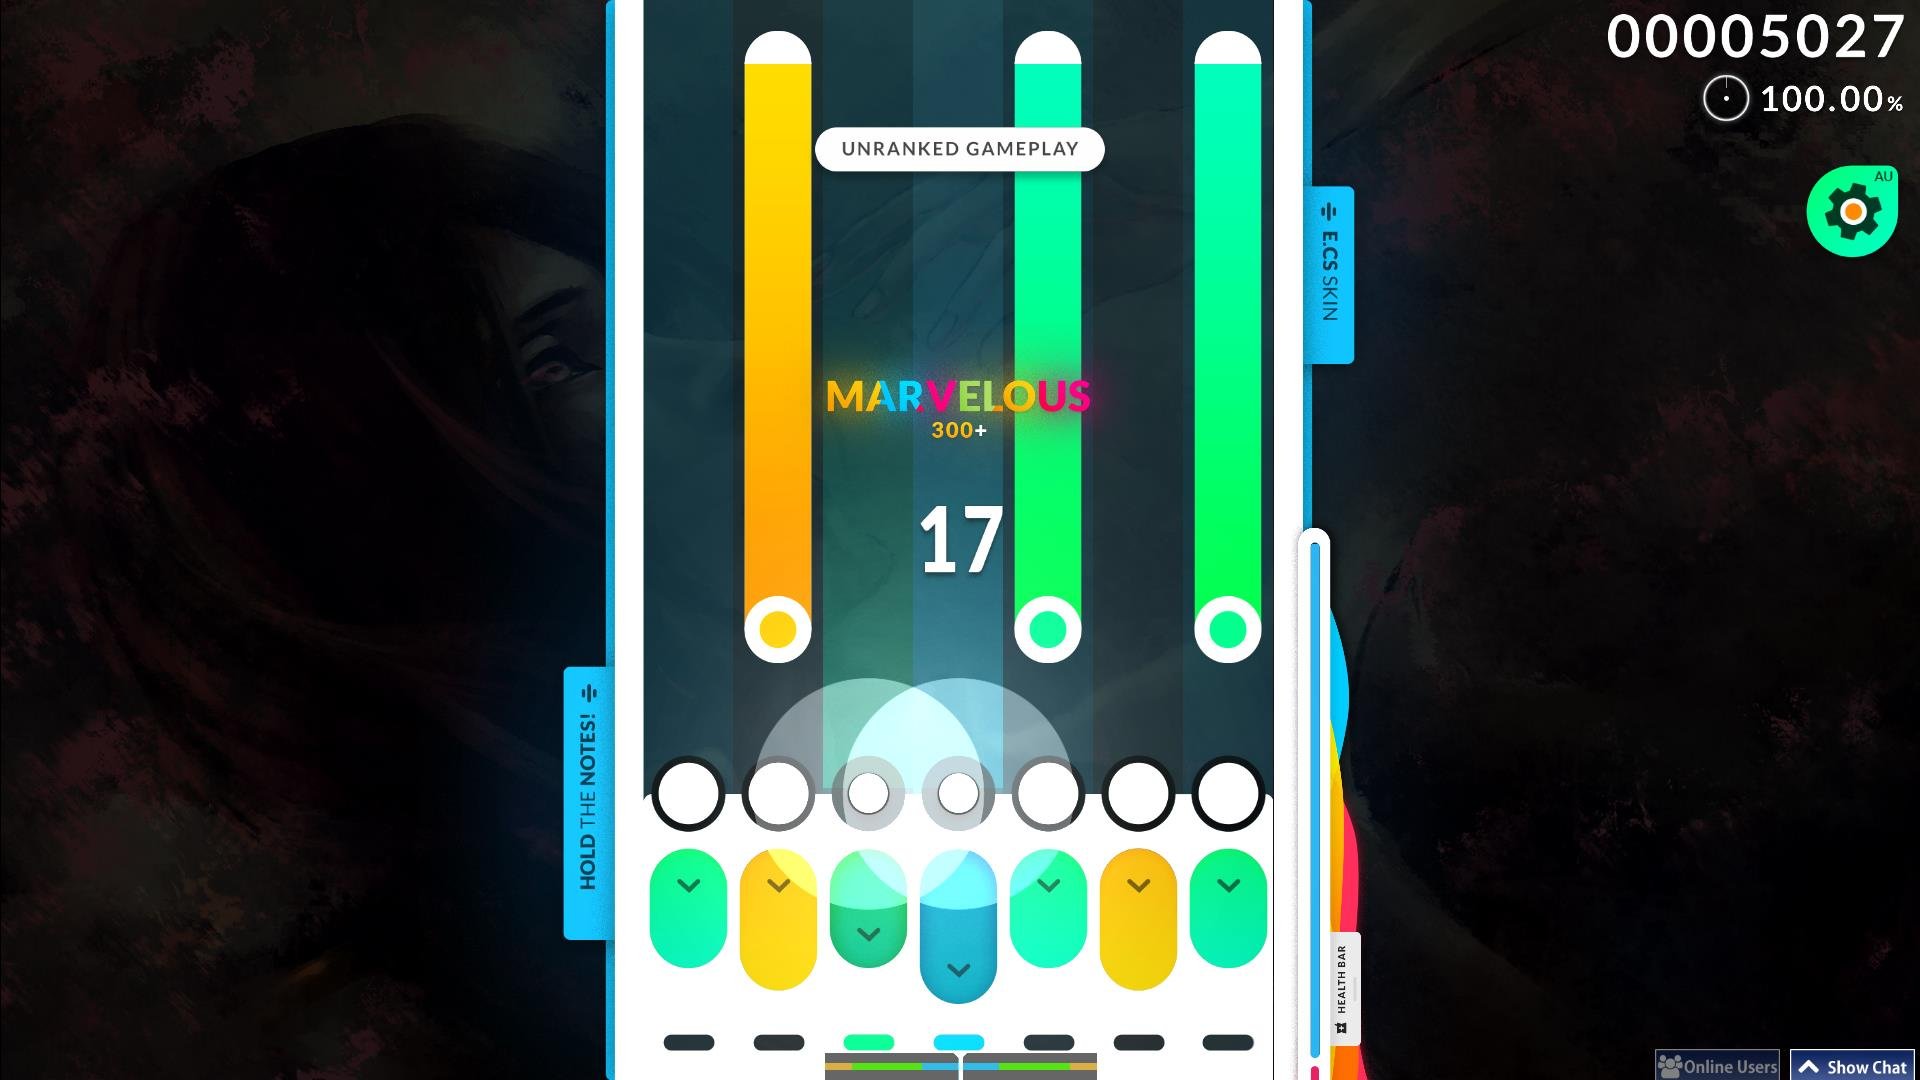 00005027
100.00%
AU
UNRANKED GAMEPLAY
E.CS SKIN
MARVELOUS
300+
17
HOLD THE NOTES!
HEALTH BAR
Online Users
Show Chat